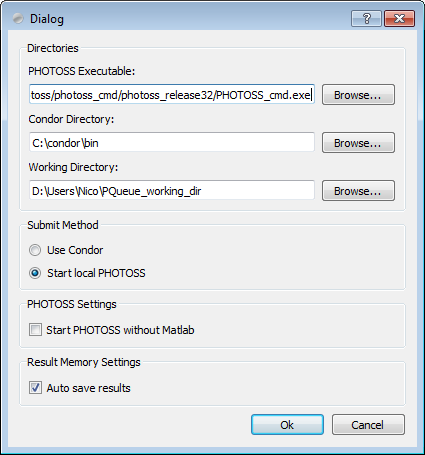 Dialog
Directories
PHOTOSS Executable:
toss/photoss_cmd/photoss_release32/PHOTOSS_cmd.exe
Browse...
Condor Directory:
C:\condor\bin
Browse...
Working Directory:
D:\Users\Nico\PQueue_working_dir
Browse...
Submit Method
Use Condor
Start local PHOTOSS
PHOTOSS Settings
Start PHOTOSS without Matlab
Result Memory Settings
Auto save results
Ok
Cancel